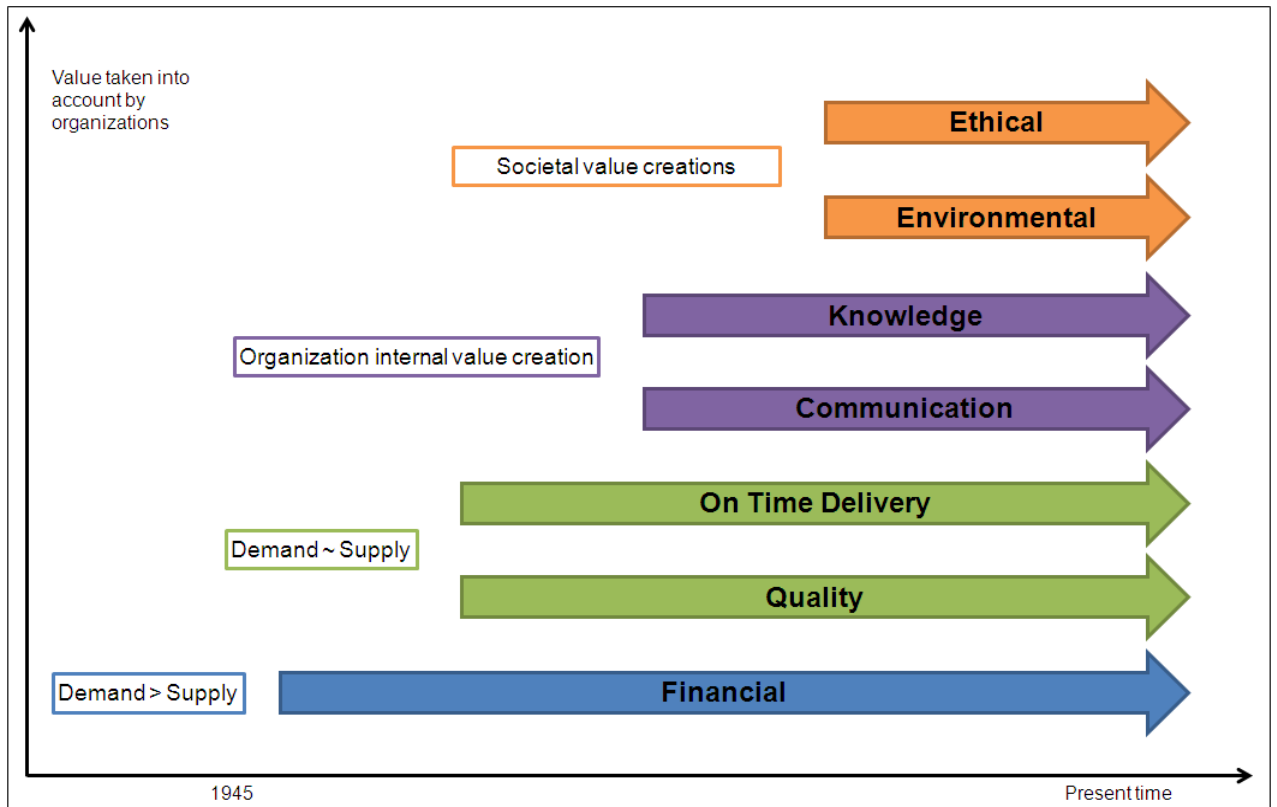 Value taken into
account by
organizations
Ethical
Societal value creations
Environmental
Knowledge
Organization internal value creation
Communication
On Time Delivery
Demand ~ Supply
Quality
Demand > Supply
Financial
1945
Present time